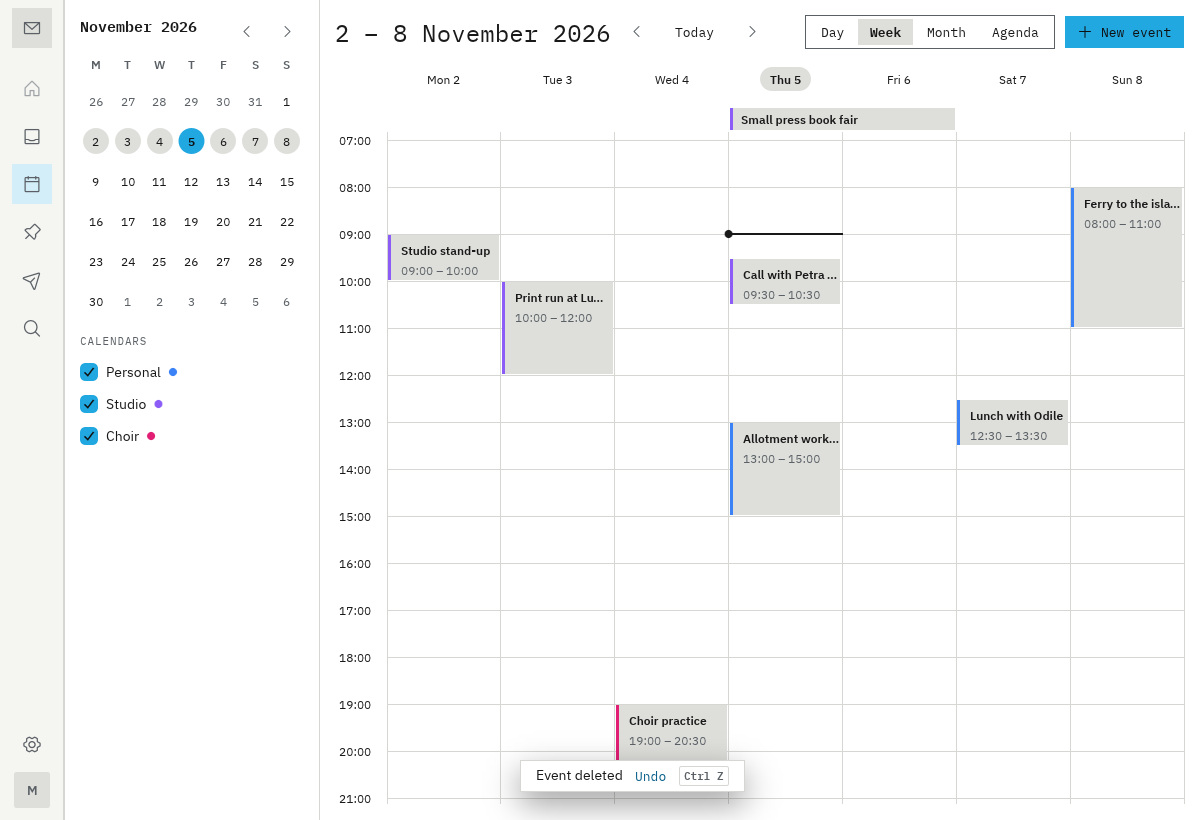 November 2026
M T W T F S S
26 27 28 29 30 31 1
2 3 4 5 6 7 8
9 10 11 12 13 14 15
16 17 18 19 20 21 22
23 24 25 26 27 28 29
30 1 2 3 4 5 6
CALENDARS
Personal
Studio
Choir
M
2 – 8 November 2026
Today
Day Week Month Agenda
New event
Mon 2 Tue 3 Wed 4 Thu 5 Fri 6 Sat 7 Sun 8
Small press book fair
07:00
08:00
09:00
10:00
11:00
12:00
13:00
14:00
15:00
16:00
17:00
18:00
19:00
20:00
21:00
Studio stand-up
09:00 – 10:00
Print run at Lu...
10:00 – 12:00
Choir practice
19:00 – 20:30
Call with Petra ...
09:30 – 10:30
Allotment work...
13:00 – 15:00
Lunch with Odile
12:30 – 13:30
Ferry to the isla...
08:00 – 11:00
Event deleted Undo Ctrl Z